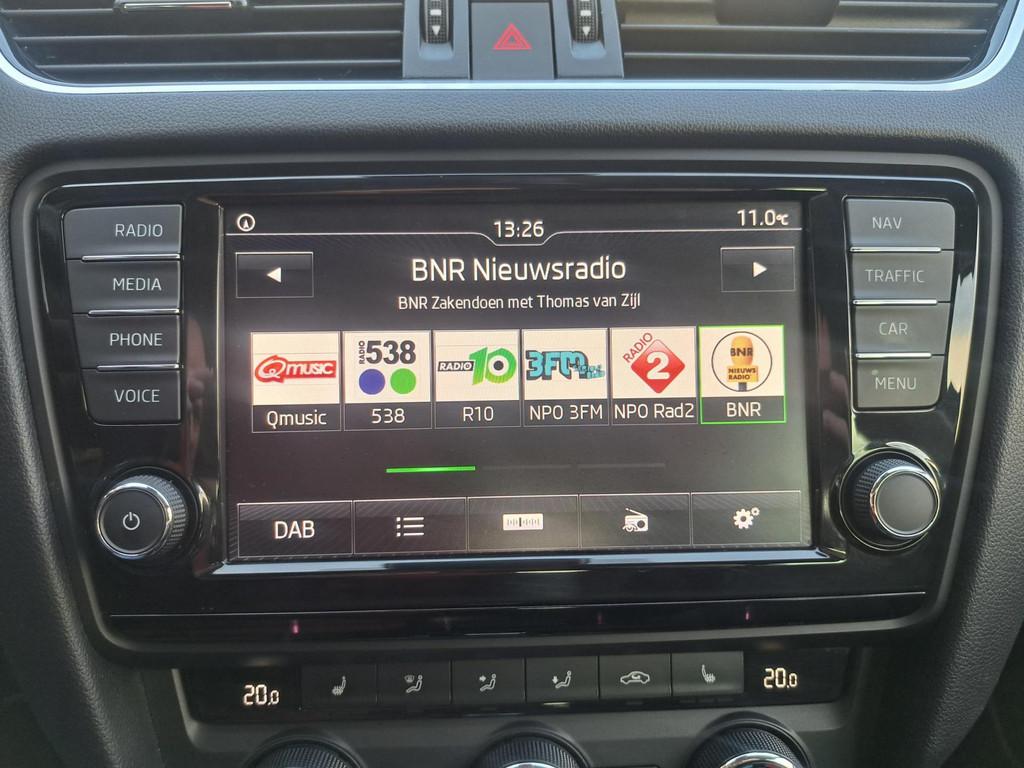 13:26
11.0°C
RADIO
MEDIA
PHONE
VOICE
NAV
TRAFFIC
CAR
MENU
BNR Nieuwsradio
BNR Zakendoen met Thomas van Zijl
Qmusic
RADIO 538
RADIO 10
3FM
RADIO 2
BNR NIEUWS RADIO
Qmusic
538
R10
NPO 3FM
NPO Rad2
BNR
DAB
20.0
20.0